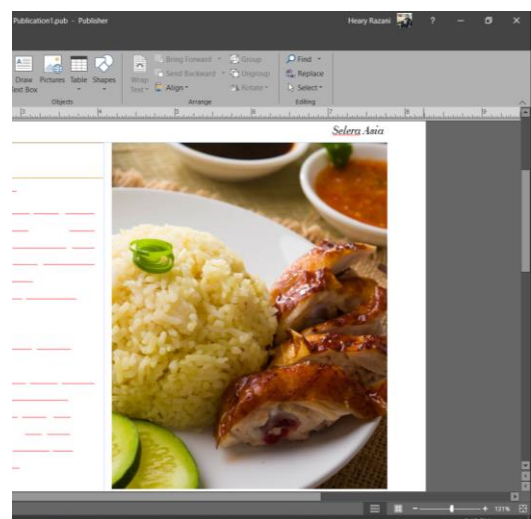 Publication1.pub - Publisher
Heary Razani
?
Draw
Text Box
Pictures
Table
Shapes
Objects
Wrap
Text
Bring Forward
Send Backward
Align
Group
Ungroup
Rotate
Arrange
Find
Replace
Select
Editing
Selera Asia
131%